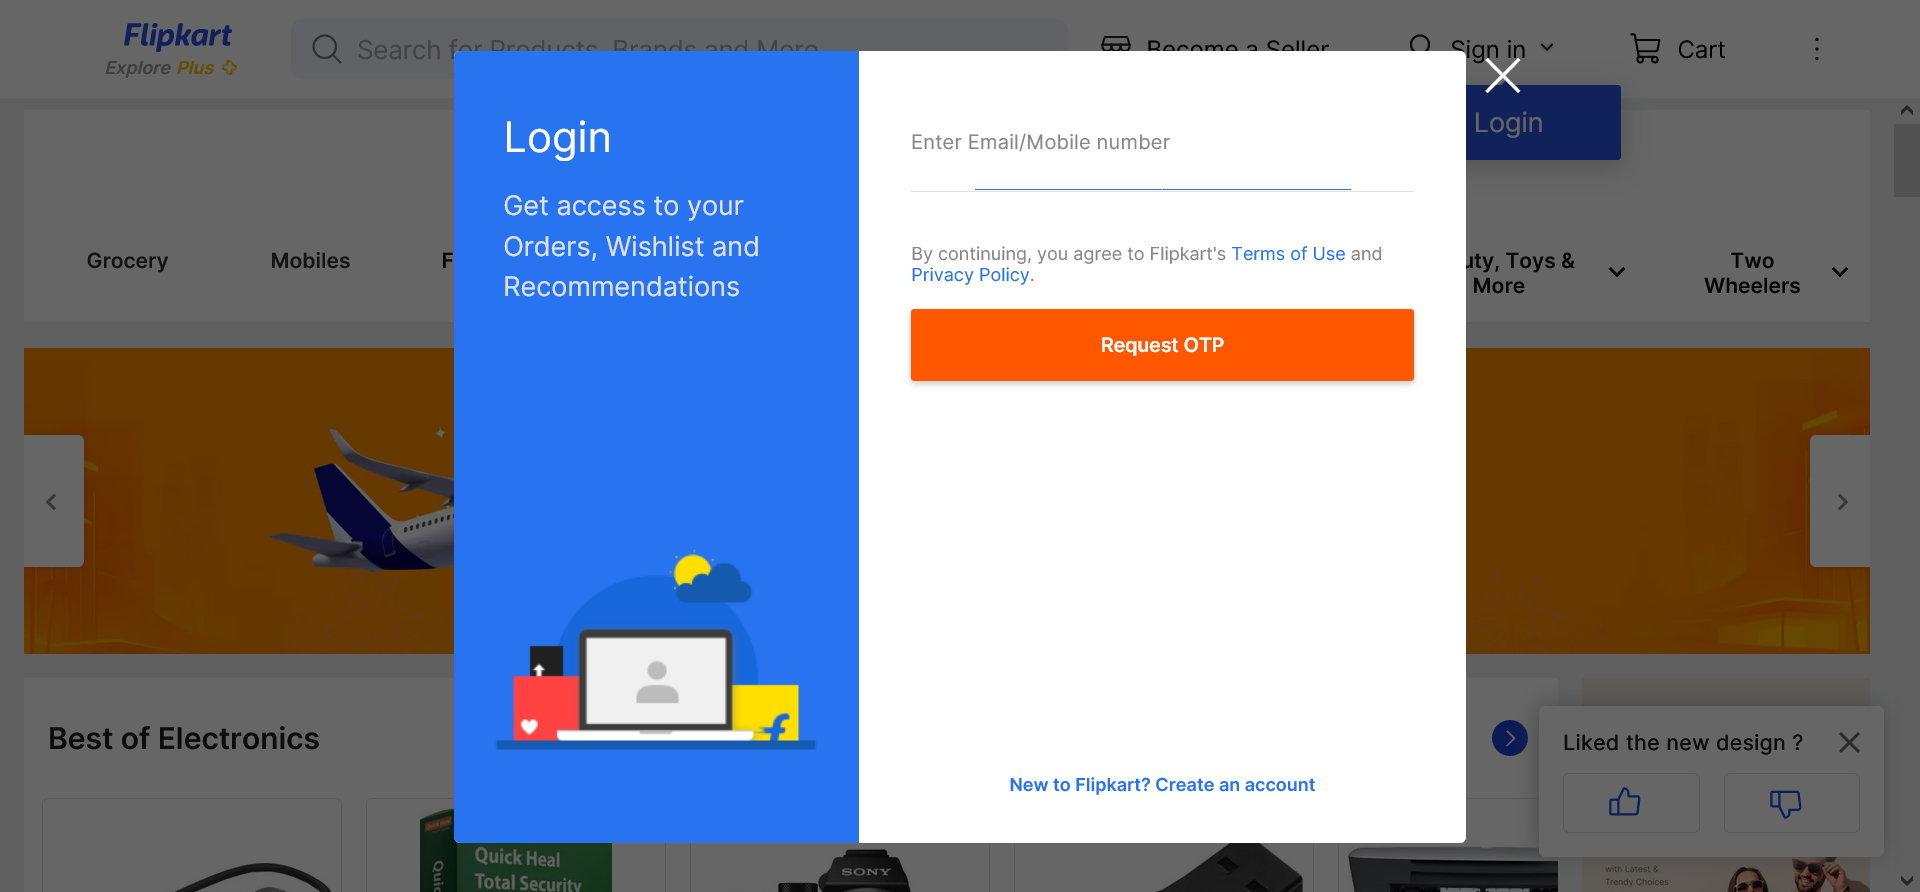 Flipkart
Explore Plus
Search for Products, Brands and More
Become a Seller
Sign in
Cart
Login
Login
Get access to your
Orders, Wishlist and
Recommendations
Enter Email/Mobile number
By continuing, you agree to Flipkart's Terms of Use and
Privacy Policy.
Request OTP
New to Flipkart? Create an account
Grocery
Mobiles
F
uty, Toys &
More
Two
Wheelers
Best of Electronics
Liked the new design ?
Quick Heal
Quick Heal
Total Security
SONY
with Latest &
Trendy Choices